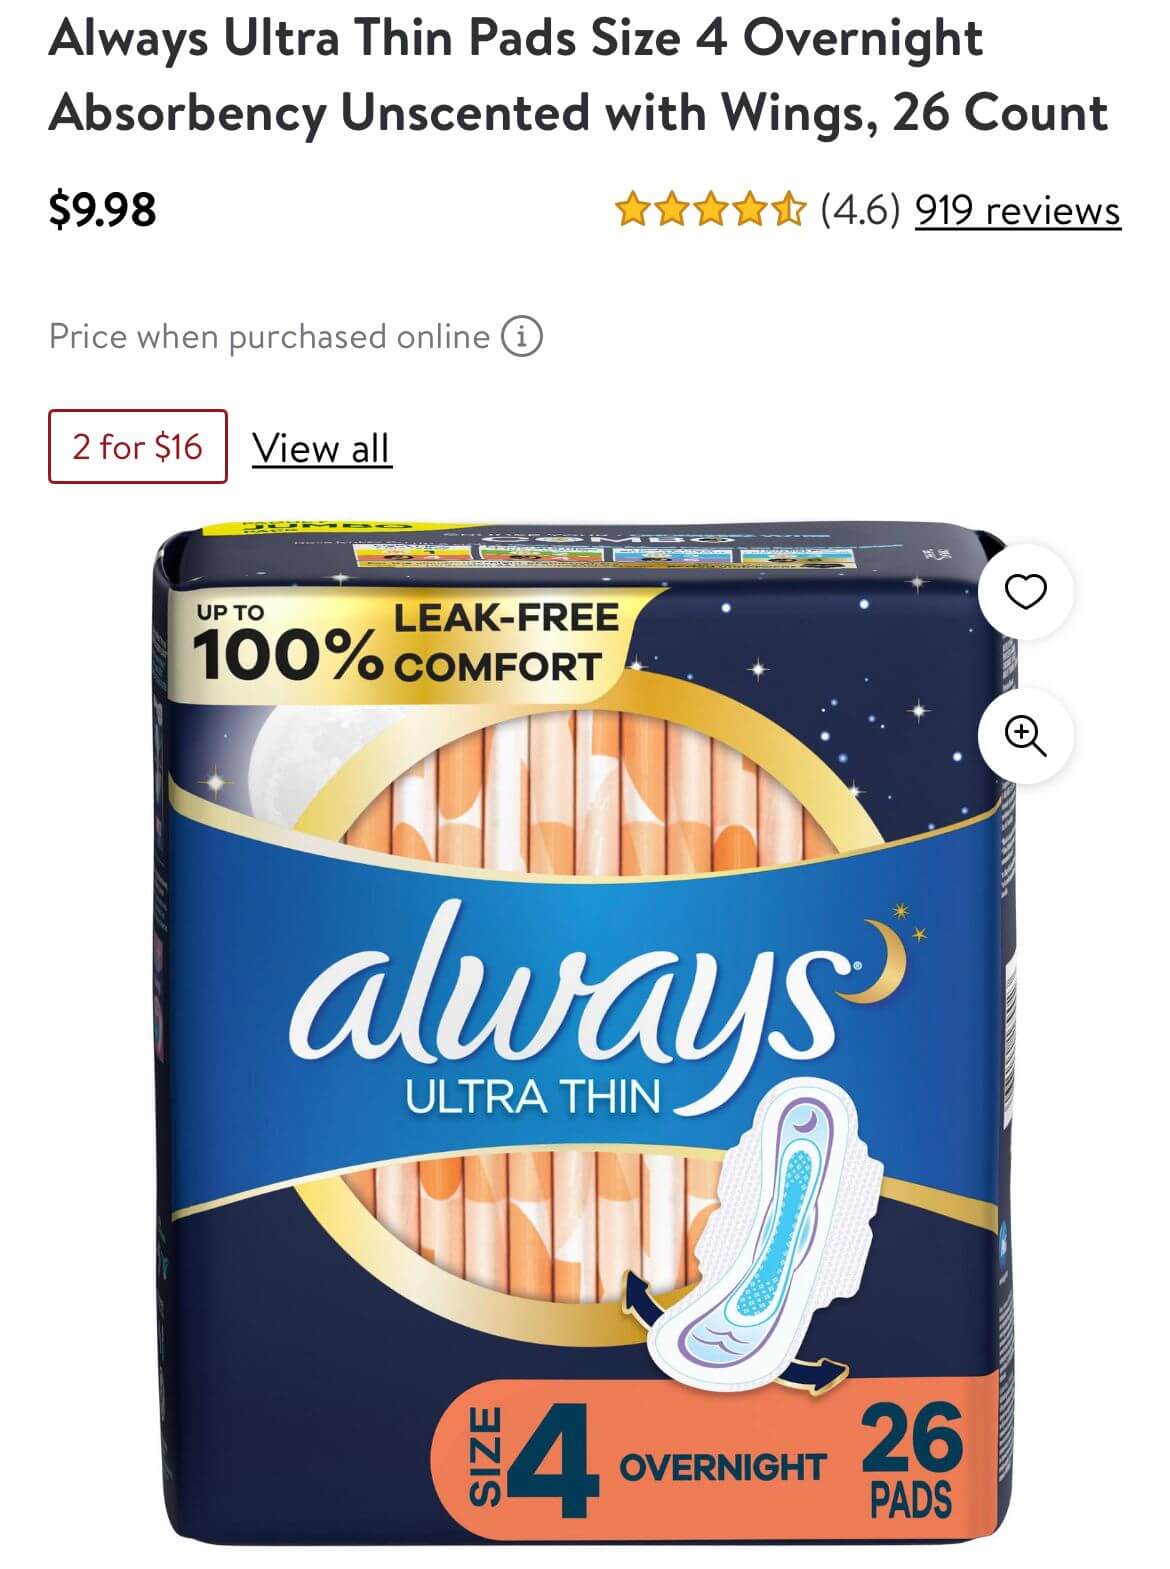 Always Ultra Thin Pads Size 4 Overnight
Absorbency Unscented with Wings, 26 Count
$9.98
(4.6) 919 reviews
Price when purchased online
2 for $16 View all
JUMBO
COMBO
UP TO
100% LEAK-FREE
COMFORT
always
ULTRA THIN
SIZE
4 OVERNIGHT
26
PADS